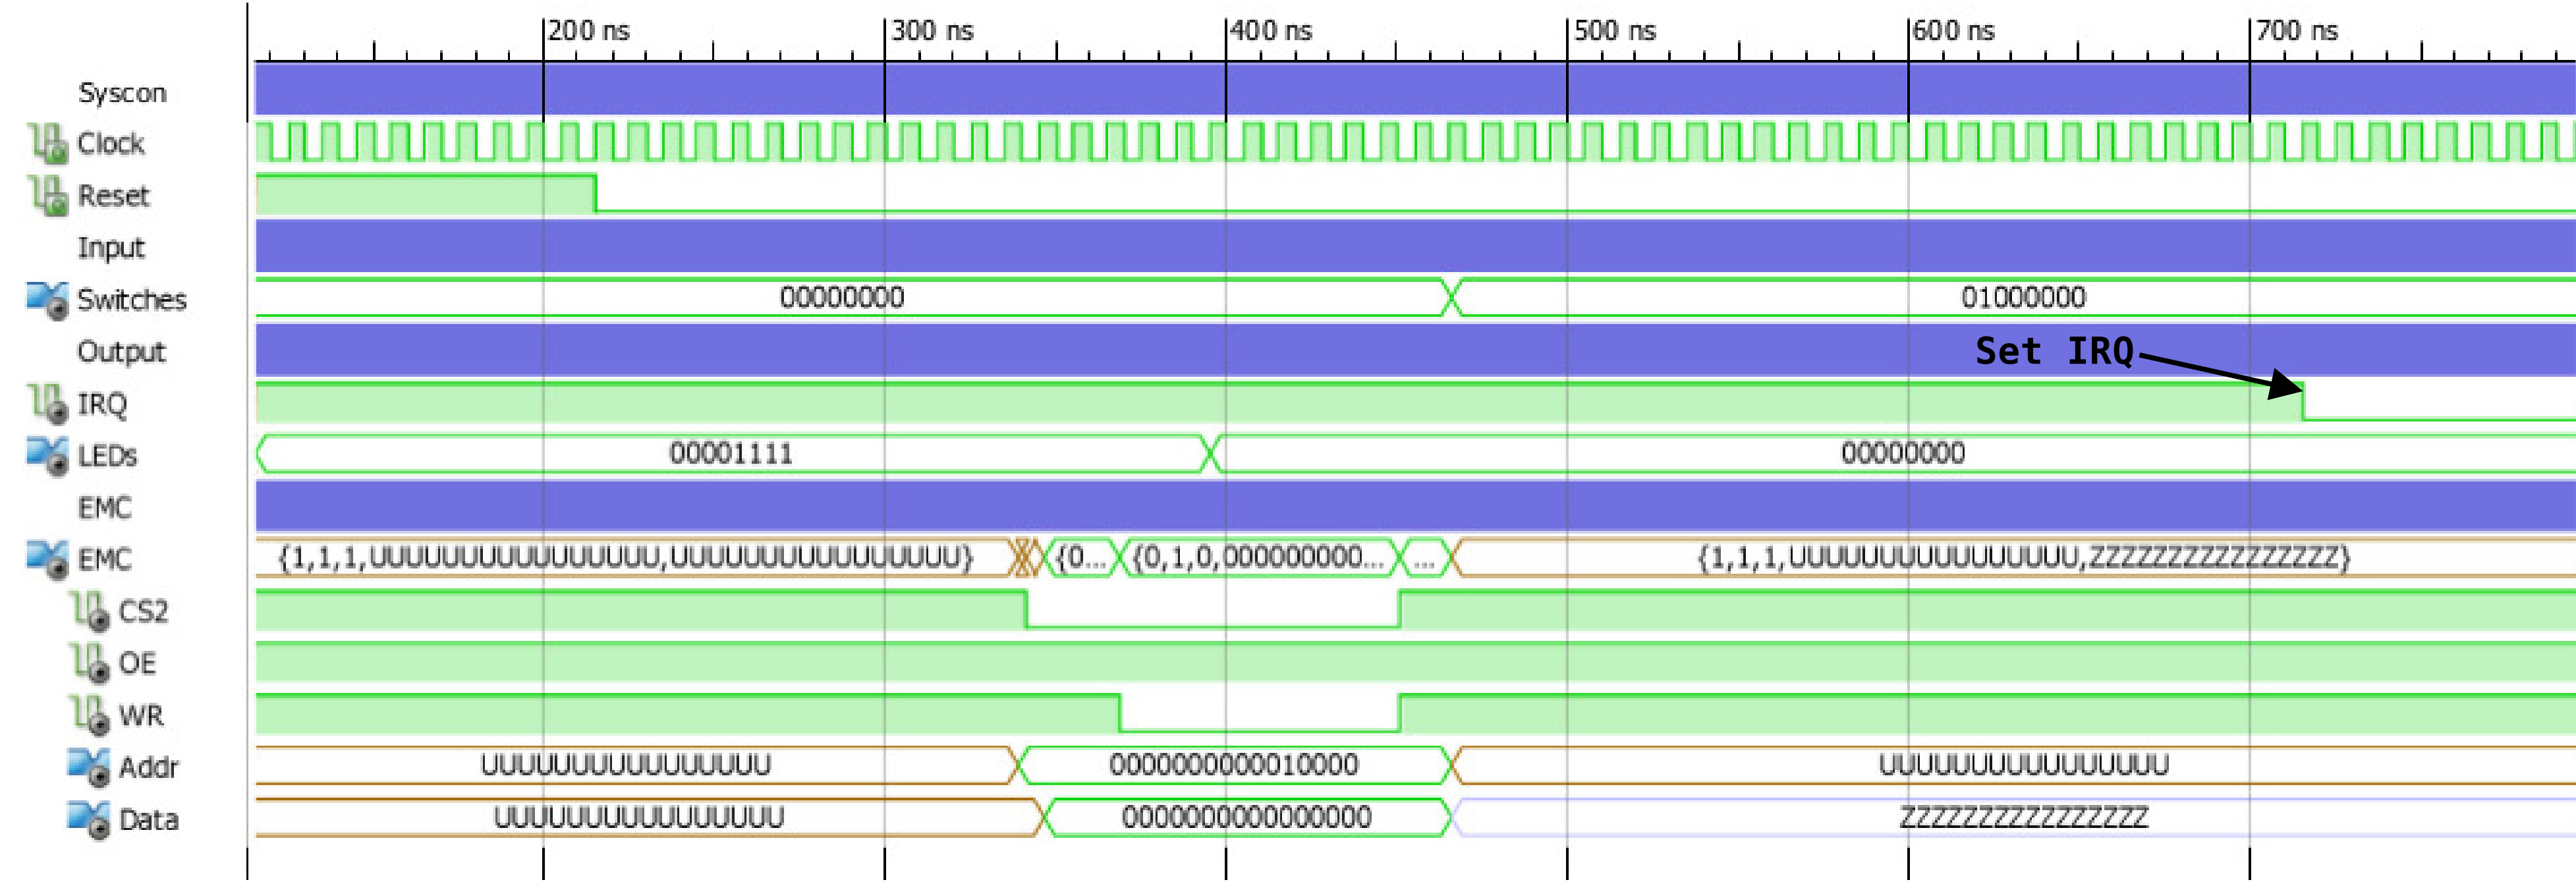 200 ns 300 ns 400 ns 500 ns 600 ns 700 ns
Syscon
Clock
Reset
Input
Switches 00000000 01000000
Output Set IRQ
IRQ
LEDs 00001111 00000000
EMC
EMC {1,1,1,UUUUUUUUUUUUUUUU,UUUUUUUUUUUUUUUU} {0... {0,1,0,000000000... ... {1,1,1,UUUUUUUUUUUUUUUU,ZZZZZZZZZZZZZZZZ}
CS2
OE
WR
Addr UUUUUUUUUUUUUUUU 0000000000010000 UUUUUUUUUUUUUUUU
Data UUUUUUUUUUUUUUUU 0000000000000000 ZZZZZZZZZZZZZZZZ